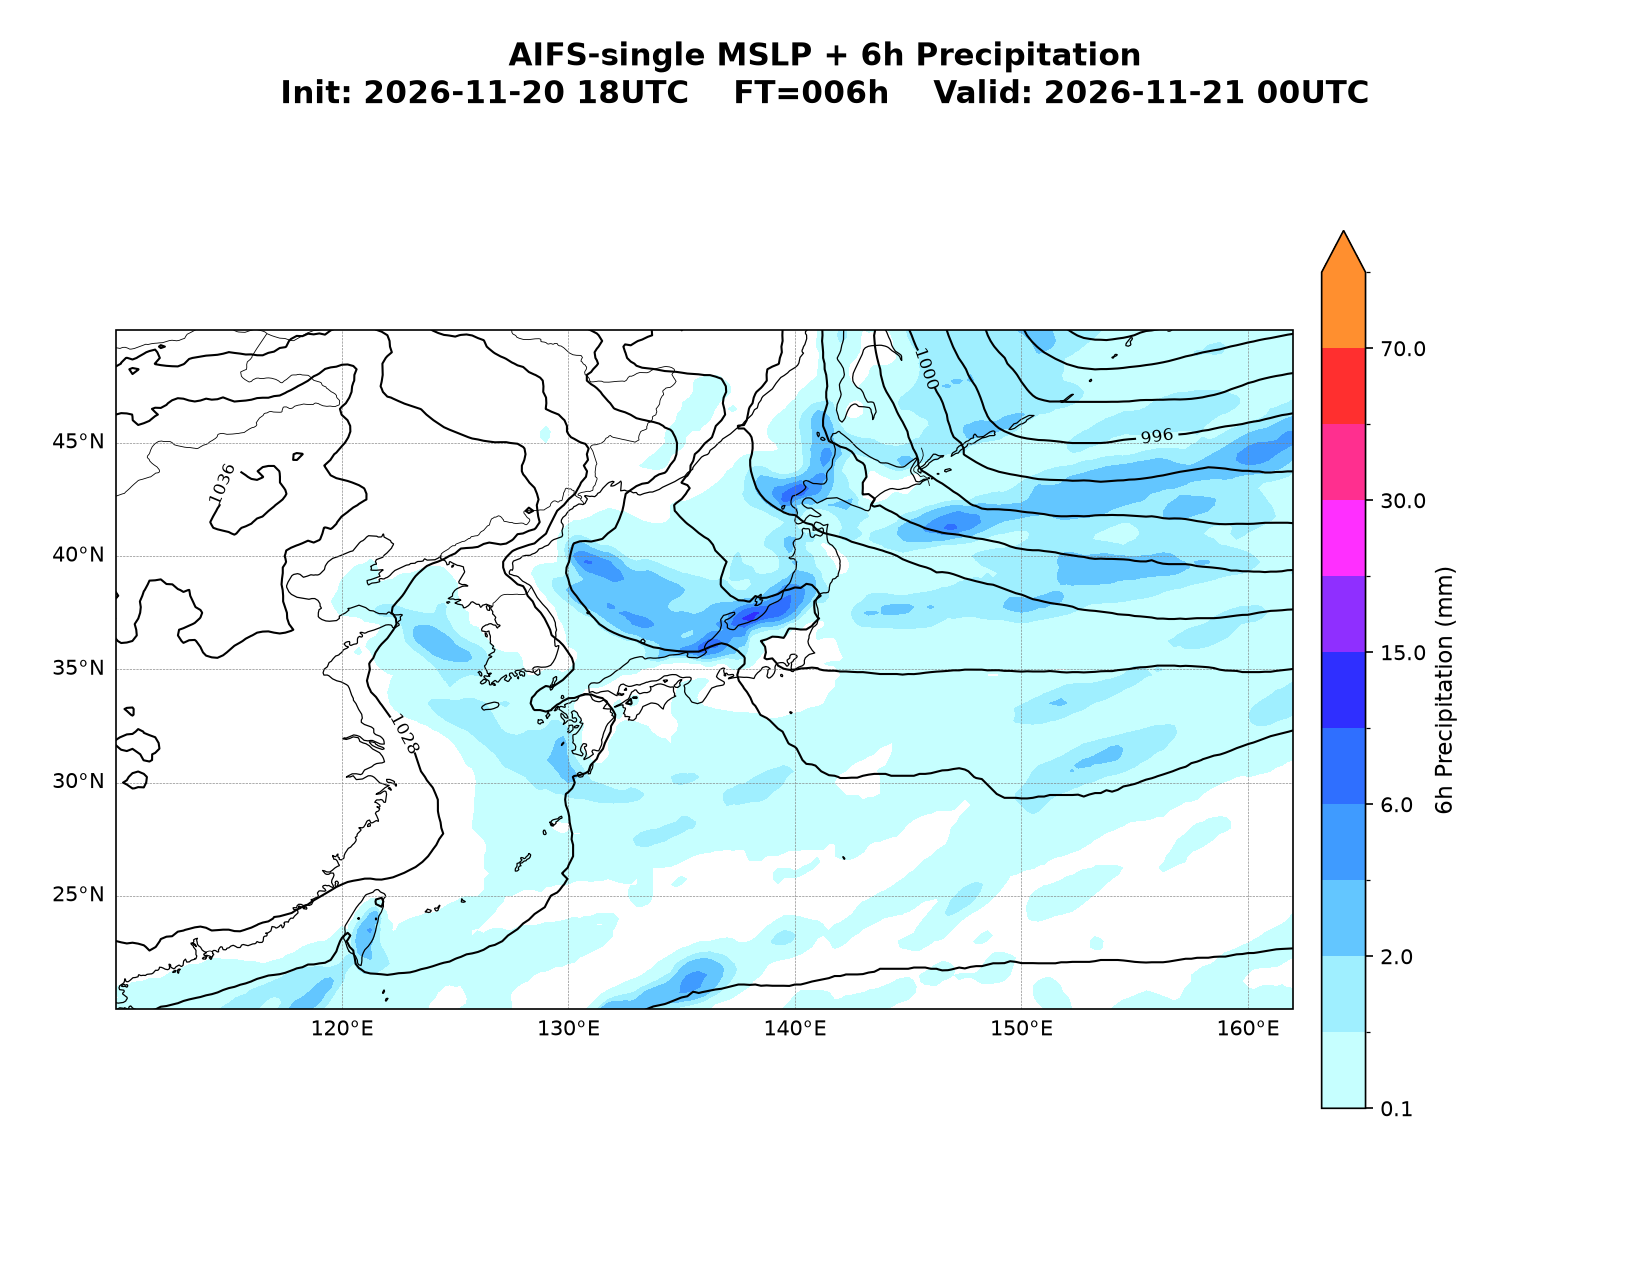 AIFS-single MSLP + 6h Precipitation
Init: 2026-11-20 18UTC    FT=006h    Valid: 2026-11-21 00UTC
70.0
30.0
15.0
6.0
2.0
0.1
6h Precipitation (mm)
45°N
40°N
35°N
30°N
25°N
120°E
130°E
140°E
150°E
160°E
1000
996
1036
1028